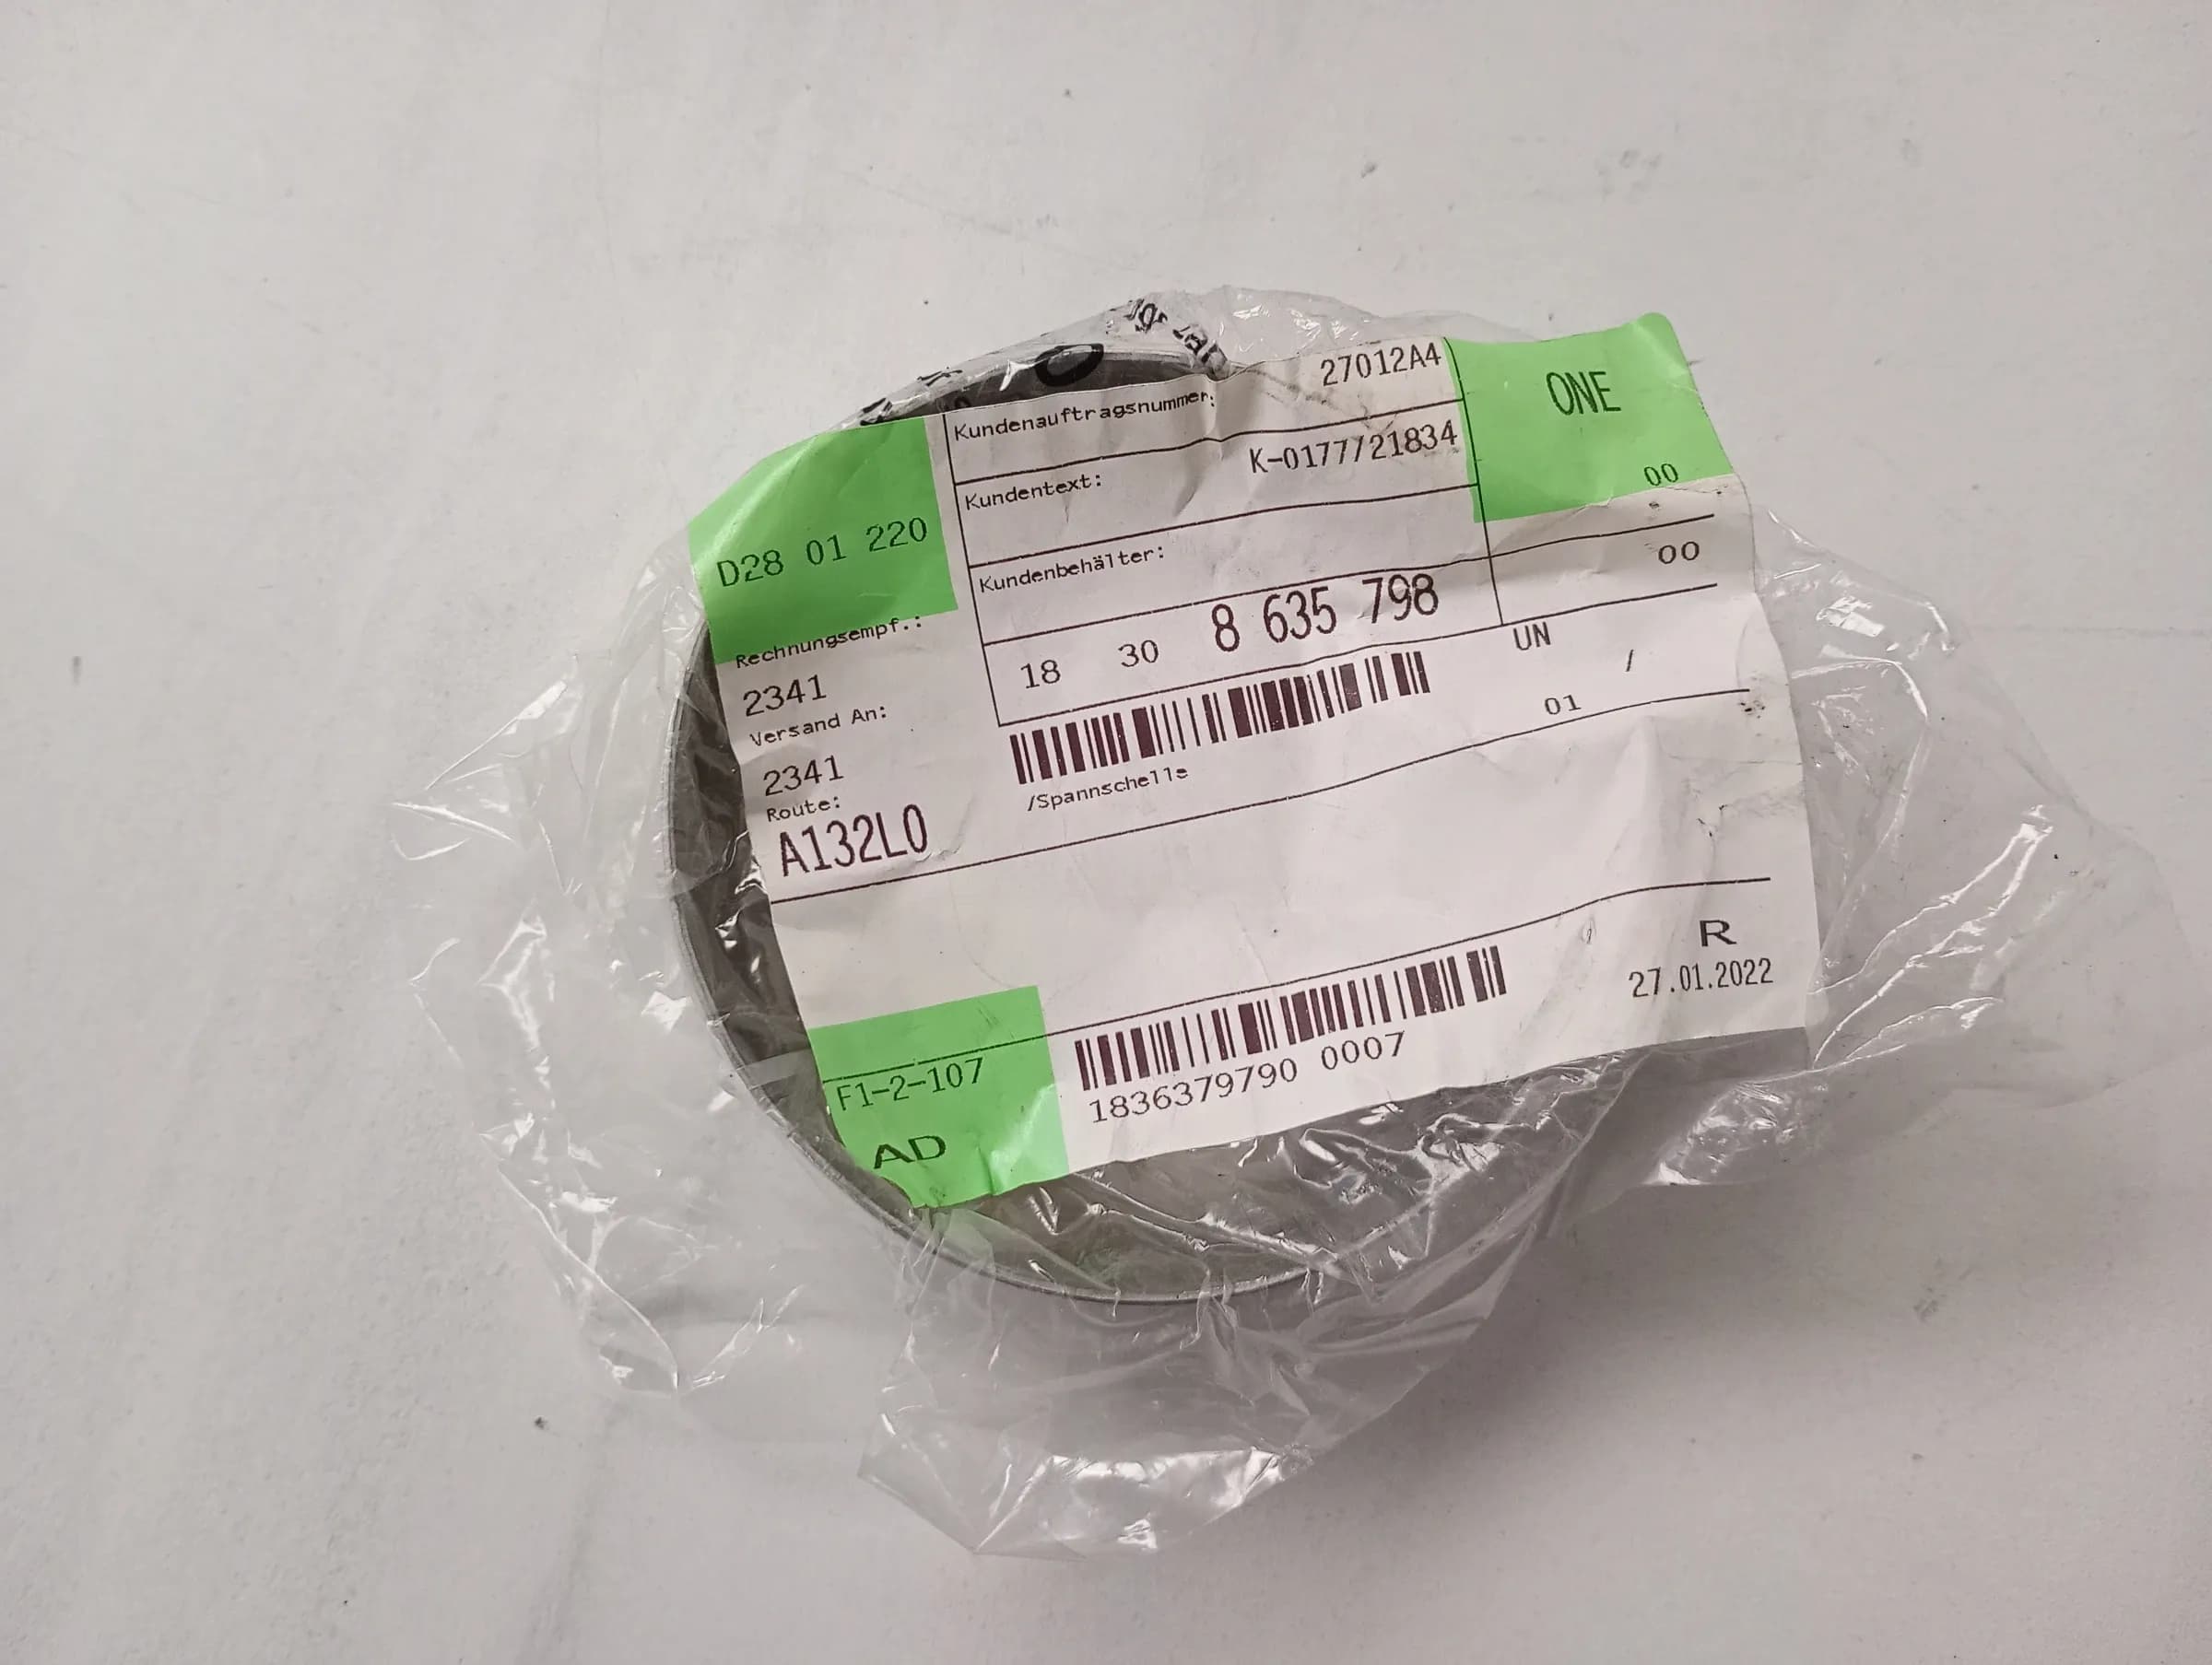 27012A4
Kundenauftragsnummer:
K-0177721834
Kundentext:
Kundenbehälter:
ONE
00
00
D28 01 220
18 30 8 635 798
UN /
01
/Spannschelle
Rechnungsempf.:
2341
Versand An:
2341
Route:
A132L0
R
27.01.2022
1836379790 0007
F1-2-107
AD